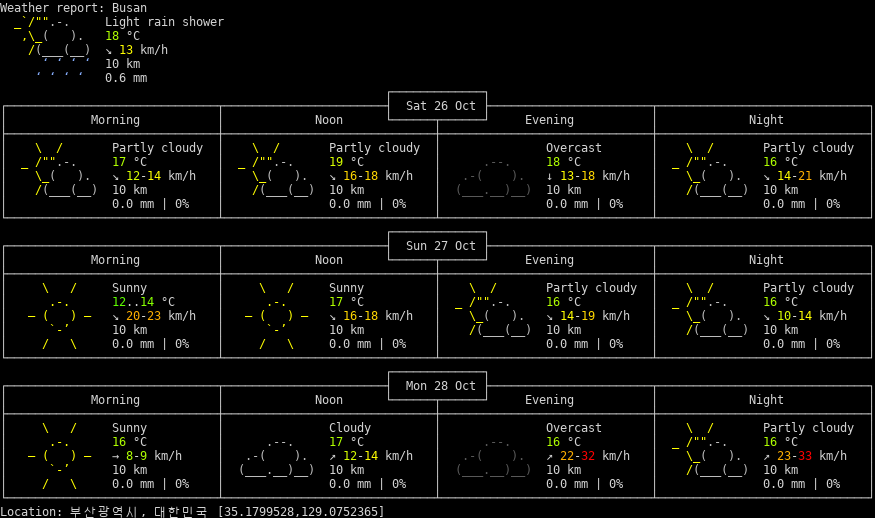 Weather report: Busan
Light rain shower
18 °C
↘ 13 km/h
10 km
0.6 mm
Sat 26 Oct
Morning Noon Evening Night
Partly cloudy Partly cloudy Overcast Partly cloudy
17 °C 19 °C 18 °C 16 °C
↘ 12-14 km/h ↘ 16-18 km/h ↓ 13-18 km/h ↘ 14-21 km/h
10 km 10 km 10 km 10 km
0.0 mm | 0% 0.0 mm | 0% 0.0 mm | 0% 0.0 mm | 0%
Sun 27 Oct
Morning Noon Evening Night
Sunny Sunny Partly cloudy Partly cloudy
12..14 °C 17 °C 16 °C 16 °C
↘ 20-23 km/h ↘ 16-18 km/h ↘ 14-19 km/h ↘ 10-14 km/h
10 km 10 km 10 km 10 km
0.0 mm | 0% 0.0 mm | 0% 0.0 mm | 0% 0.0 mm | 0%
Mon 28 Oct
Morning Noon Evening Night
Sunny Cloudy Overcast Partly cloudy
16 °C 17 °C 16 °C 16 °C
→ 8-9 km/h ↗ 12-14 km/h ↗ 22-32 km/h ↗ 23-33 km/h
10 km 10 km 10 km 10 km
0.0 mm | 0% 0.0 mm | 0% 0.0 mm | 0% 0.0 mm | 0%
Location: 부산광역시, 대한민국 [35.1799528,129.0752365]